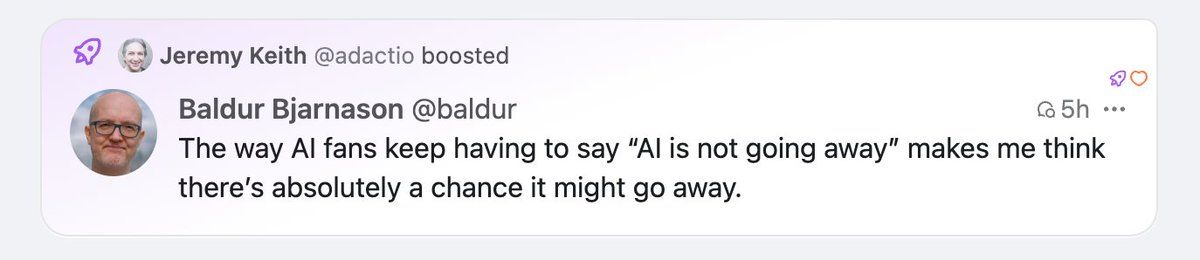 Jeremy Keith @adactio boosted
Baldur Bjarnason @baldur
5h
The way AI fans keep having to say “AI is not going away” makes me think
there’s absolutely a chance it might go away.